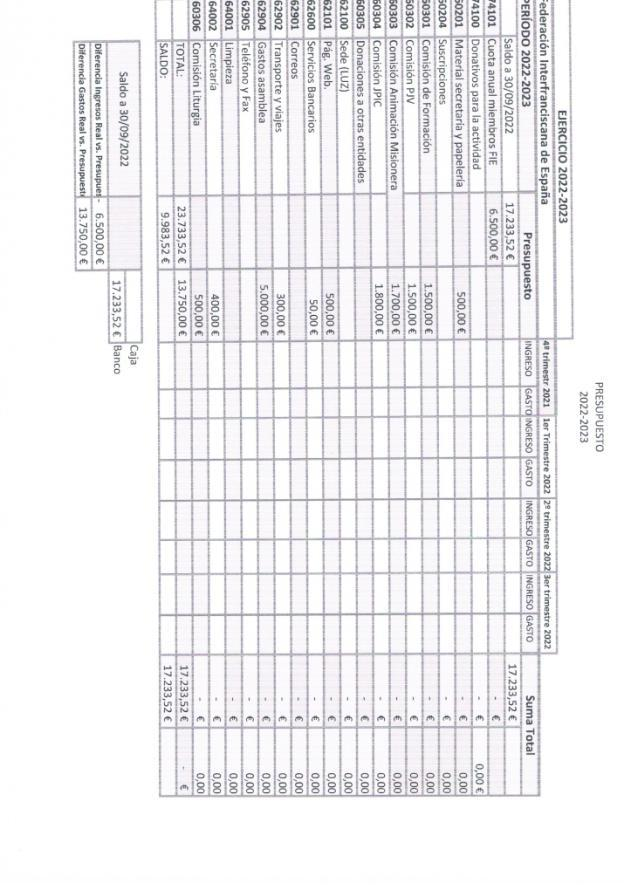 PRESUPUESTO
2022-2023
EJERCICIO 2022-2023
Federación Interfranciscana de España 4º trimestr 2021 1er Trimestre 2022 2º trimestre 2022 3er trimestre 2022
PERÍODO 2022-2023 Presupuesto INGRESO GASTO INGRESO GASTO INGRESO GASTO INGRESO GASTO Suma Total
Saldo a 30/09/2022 17.233,52 € 17.233,52 €
74101 Cuota anual miembros FIE 6.500,00 € - €
74100 Donativos para la actividad - € 0,00 €
50201 Material secretaría y papelería 500,00 € - € 0,00
50204 Suscripciones - € 0,00
50301 Comisión de Formación 1.500,00 € - € 0,00
50302 Comisión PJV 1.500,00 € - € 0,00
60303 Comisión Animación Misionera 1.700,00 € - € 0,00
60304 Comisión JPIC 1.800,00 € - € 0,00
60305 Donaciones a otras entidades - € 0,00
62100 Sede (LUZ) - € 0,00
62101 Pág. Web. 500,00 € - € 0,00
62600 Servicios Bancarios 50,00 € - € 0,00
62901 Correos - € 0,00
62902 Transporte y viajes 300,00 € - € 0,00
62904 Gastos asamblea 5.000,00 € - € 0,00
62905 Teléfono y Fax - € 0,00
64001 Limpieza - € 0,00
64002 Secretaría 400,00 € - € 0,00
60306 Comisión Liturgia 500,00 € - € 0,00
TOTAL: 23.733,52 € 13.750,00 € 17.233,52 € - €
SALDO: 9.983,52 € 17.233,52 €
Caja
Saldo a 30/09/2022 17.233,52 € Banco
Diferencia Ingresos Real vs. Presupues - 6.500,00 €
Diferencia Gastos Real vs. Presupuesto 13.750,00 €